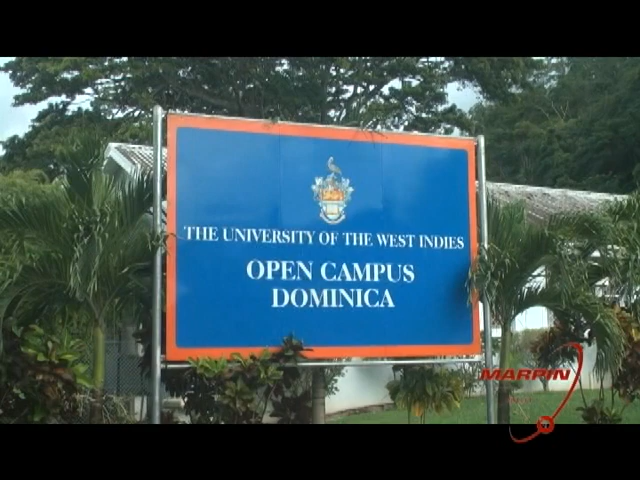 THE UNIVERSITY OF THE WEST INDIES
OPEN CAMPUS
DOMINICA
MARPIN